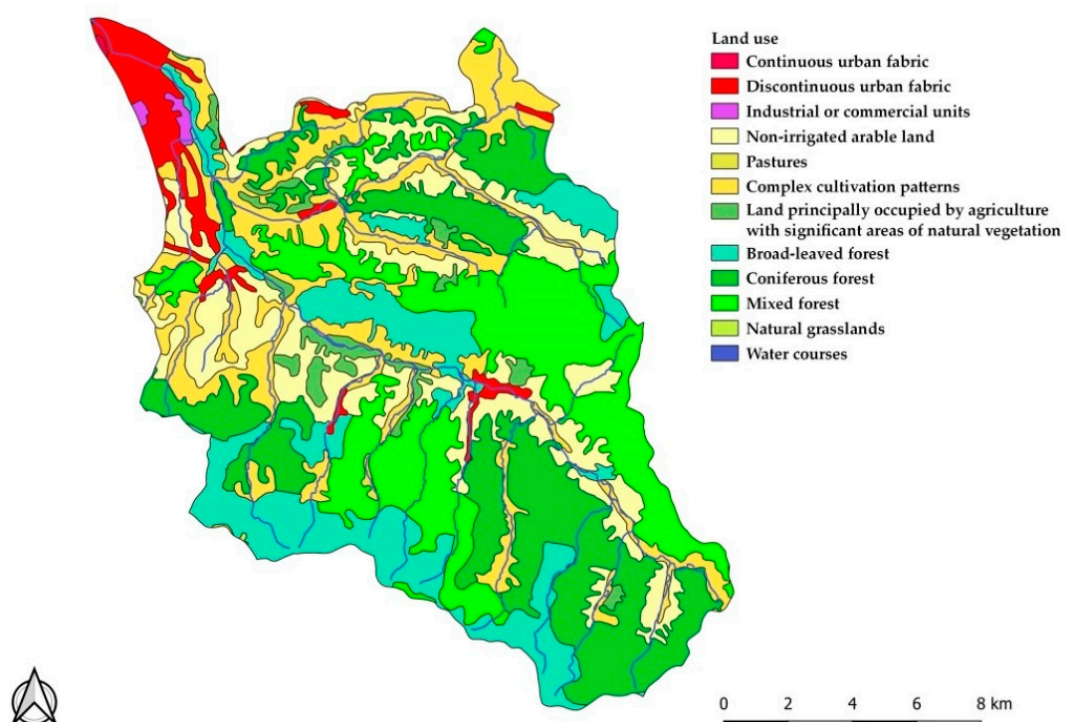 Land use
Continuous urban fabric
Discontinuous urban fabric
Industrial or commercial units
Non-irrigated arable land
Pastures
Complex cultivation patterns
Land principally occupied by agriculture
with significant areas of natural vegetation
Broad-leaved forest
Coniferous forest
Mixed forest
Natural grasslands
Water courses
0 2 4 6 8 km